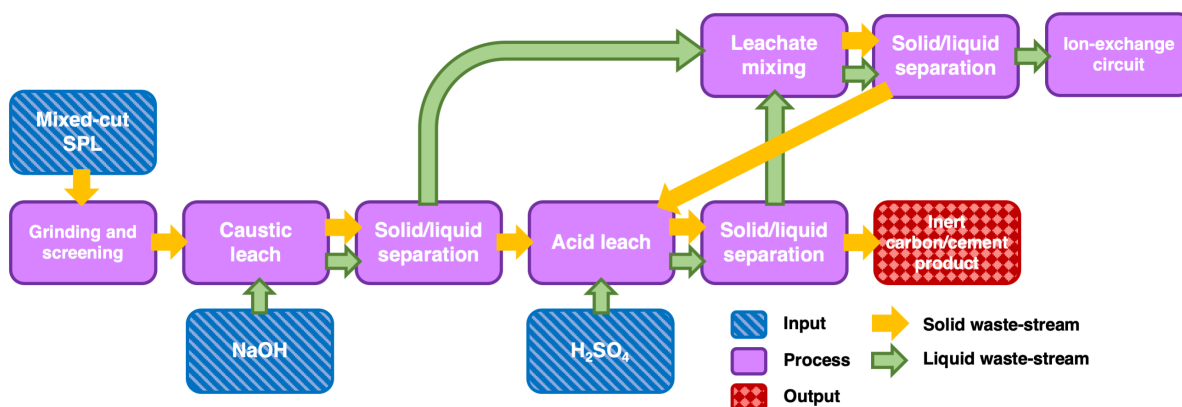 Leachate
mixing
Solid/liquid
separation
Ion-exchange
circuit
Mixed-cut
SPL
Grinding and
screening
Caustic
leach
Solid/liquid
separation
Acid leach
Solid/liquid
separation
Inert
carbon/cement
product
NaOH
H₂SO₄
Input
Solid waste-stream
Process
Liquid waste-stream
Output